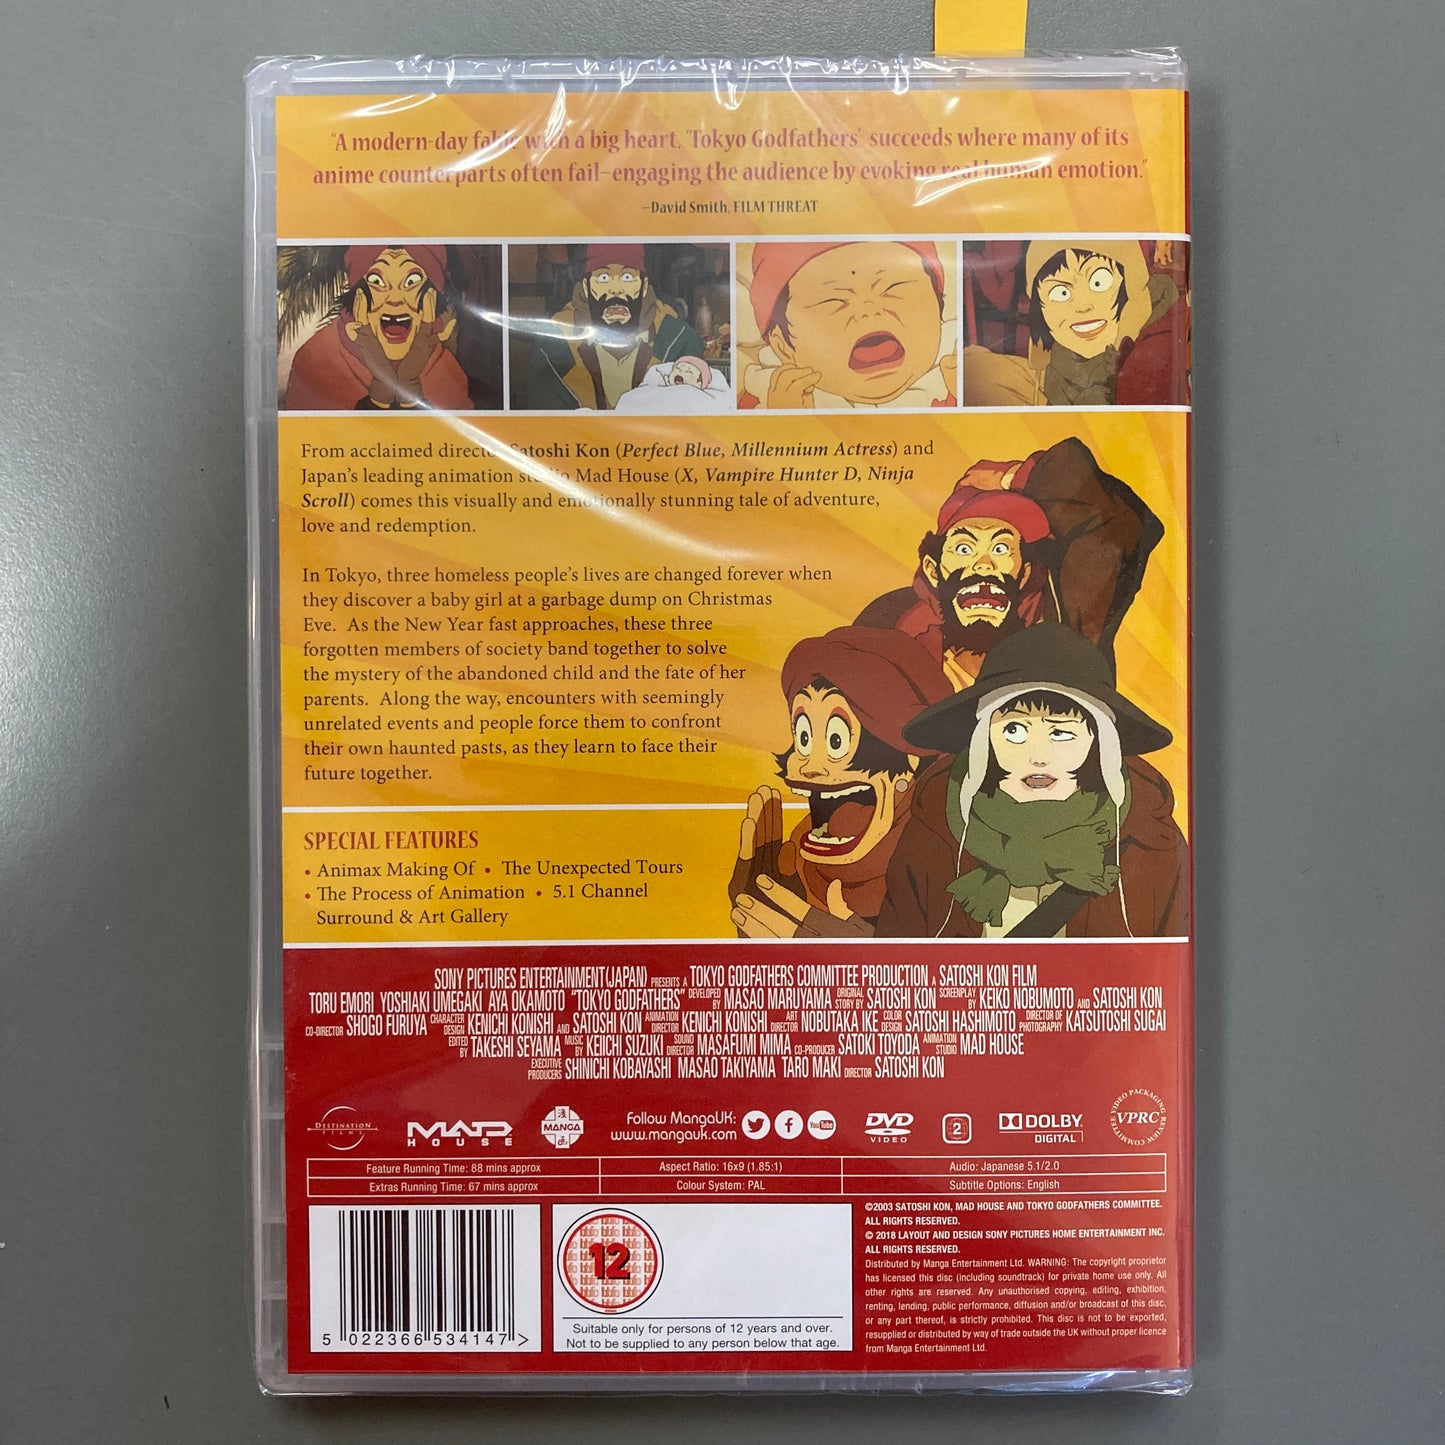 "A modern-day fable with a big heart, 'Tokyo Godfathers' succeeds where many of its
anime counterparts often fail–engaging the audience by evoking real human emotion."
–David Smith, FILM THREAT
From acclaimed director Satoshi Kon (Perfect Blue, Millennium Actress) and
Japan's leading animation studio Mad House (X, Vampire Hunter D, Ninja
Scroll) comes this visually and emotionally stunning tale of adventure,
love and redemption.
In Tokyo, three homeless people's lives are changed forever when
they discover a baby girl at a garbage dump on Christmas
Eve. As the New Year fast approaches, these three
forgotten members of society band together to solve
the mystery of the abandoned child and the fate of her
parents. Along the way, encounters with seemingly
unrelated events and people force them to confront
their own haunted pasts, as they learn to face their
future together.
SPECIAL FEATURES
• Animax Making Of • The Unexpected Tours
• The Process of Animation • 5.1 Channel
Surround & Art Gallery
SONY PICTURES ENTERTAINMENT (JAPAN) PRESENTS A TOKYO GODFATHERS COMMITTEE PRODUCTION A SATOSHI KON FILM
TORU EMORI YOSHIAKI UMEGAKI AYA OKAMOTO "TOKYO GODFATHERS" DEVELOPED BY MASAO MARUYAMA ORIGINAL STORY BY SATOSHI KON SCREENPLAY BY KEIKO NOBUMOTO AND SATOSHI KON
CO-DIRECTOR SHOGO FURUYA CHARACTER DESIGN KENICHI KONISHI AND SATOSHI KON ANIMATION DIRECTOR KENICHI KONISHI ART DIRECTOR NOBUTAKA IKE COLOR DESIGN SATOSHI HASHIMOTO DIRECTOR OF PHOTOGRAPHY KATSUTOSHI SUGAI
EDITED BY TAKESHI SEYAMA MUSIC BY KEIICHI SUZUKI SOUND DIRECTOR MASAFUMI MIMA CO-PRODUCER SATOKI TOYODA ANIMATION STUDIO MAD HOUSE
EXECUTIVE PRODUCERS SHINICHI KOBAYASHI MASAO TAKIYAMA TARO MAKI DIRECTOR SATOSHI KON
DESTINATION
FILMS
MAD
HOUSE
MANGA
Follow MangaUK:
www.mangauk.com
YouTube
DVD
VIDEO
2
DOLBY
DIGITAL
VIDEO PACKAGING REVIEW COMMITTEE
VPRC
Feature Running Time: 88 mins approx
Aspect Ratio: 16x9 (1.85:1)
Audio: Japanese 5.1/2.0
Extras Running Time: 67 mins approx
Colour System: PAL
Subtitle Options: English
5 022366 534147 >
12
Suitable only for persons of 12 years and over.
Not to be supplied to any person below that age.
©2003 SATOSHI KON, MAD HOUSE AND TOKYO GODFATHERS COMMITTEE.
ALL RIGHTS RESERVED.
© 2018 LAYOUT AND DESIGN SONY PICTURES HOME ENTERTAINMENT INC.
ALL RIGHTS RESERVED.
Distributed by Manga Entertainment Ltd. WARNING: The copyright proprietor
has licensed this disc (including soundtrack) for private home use only. All
other rights are reserved. Any unauthorised copying, editing, exhibition,
renting, lending, public performance, diffusion and/or broadcast of this disc,
or any part thereof, is strictly prohibited. This disc is not to be exported,
resupplied or distributed by way of trade outside the UK without proper licence
from Manga Entertainment Ltd.